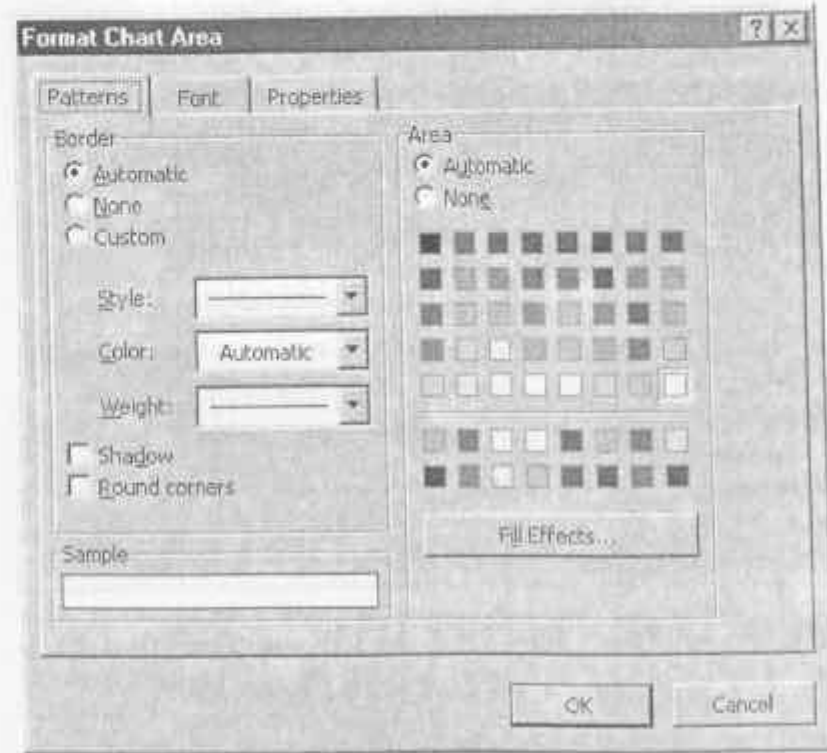 Format Chart Area
Patterns Font Properties
Border
Automatic
None
Custom
Style:
Color: Automatic
Weight:
Shadow
Round corners
Sample
Area
Automatic
None
Fill Effects...
OK Cancel